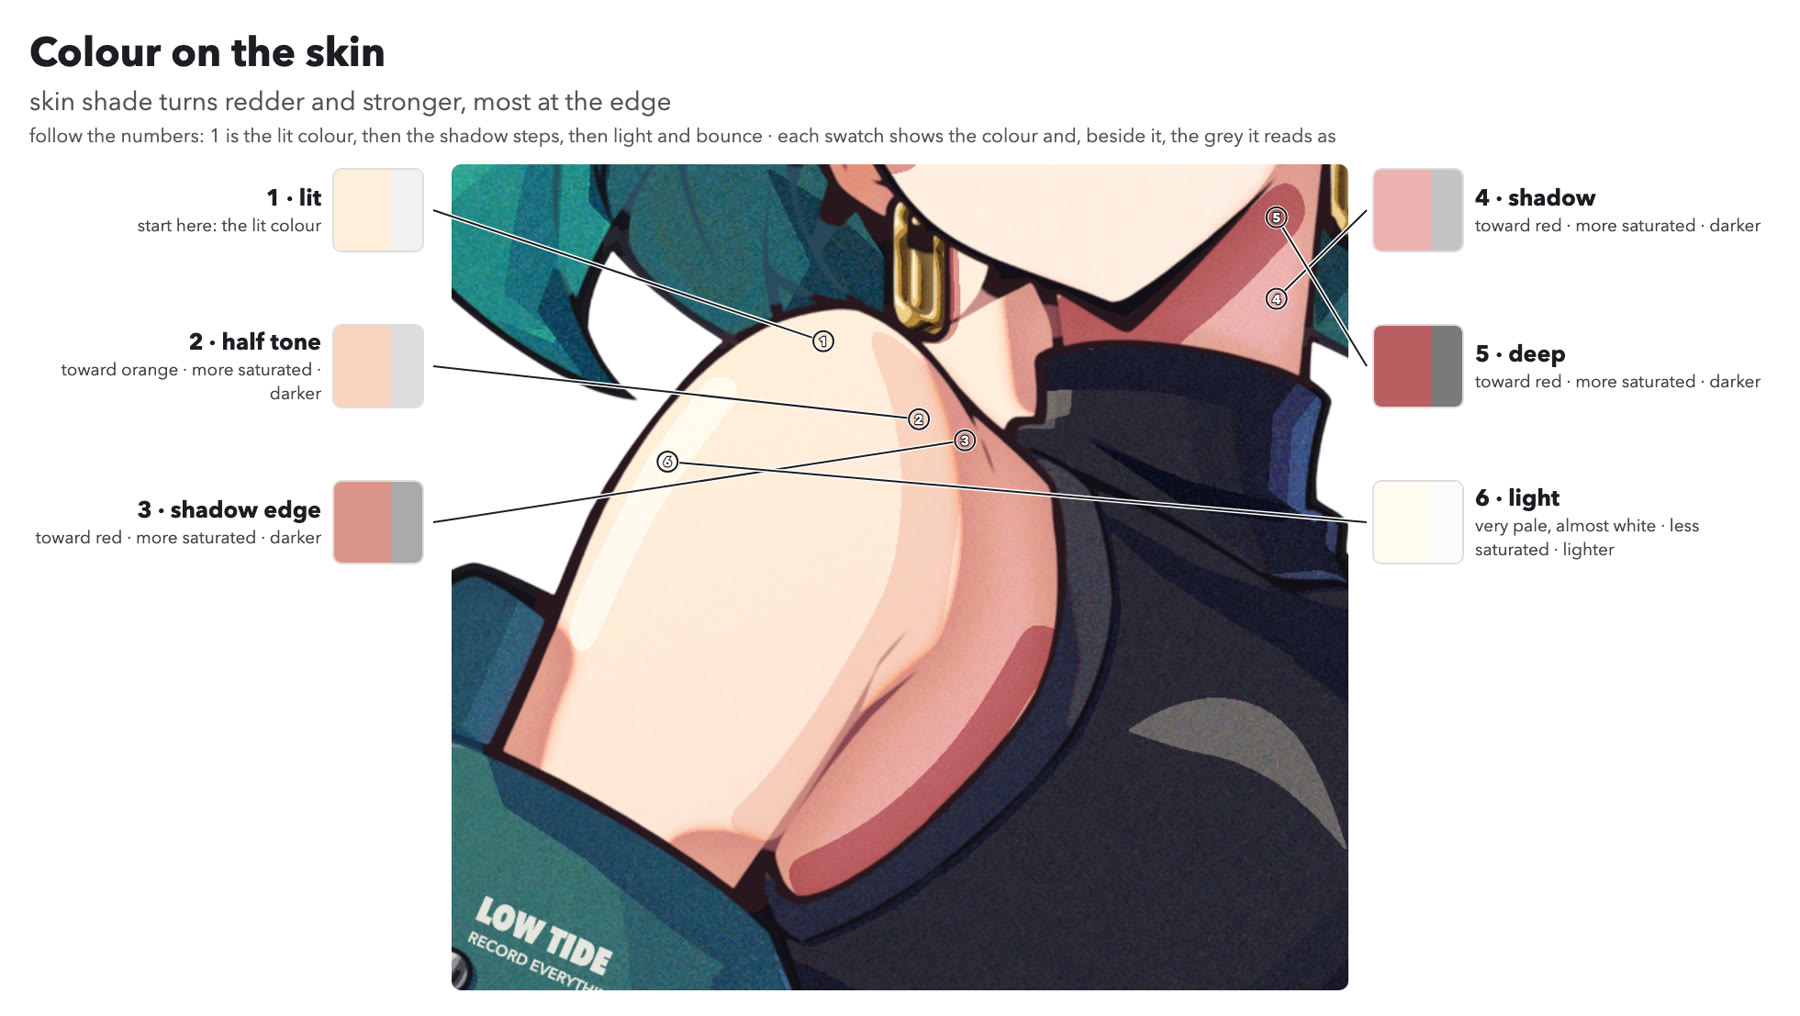 Colour on the skin
skin shade turns redder and stronger, most at the edge
follow the numbers: 1 is the lit colour, then the shadow steps, then light and bounce · each swatch shows the colour and, beside it, the grey it reads as
1 · lit
start here: the lit colour
2 · half tone
toward orange · more saturated ·
darker
3 · shadow edge
toward red · more saturated · darker
4 · shadow
toward red · more saturated · darker
5 · deep
toward red · more saturated · darker
6 · light
very pale, almost white · less
saturated · lighter
5
4
1
2
3
6
LOW TIDE
RECORD